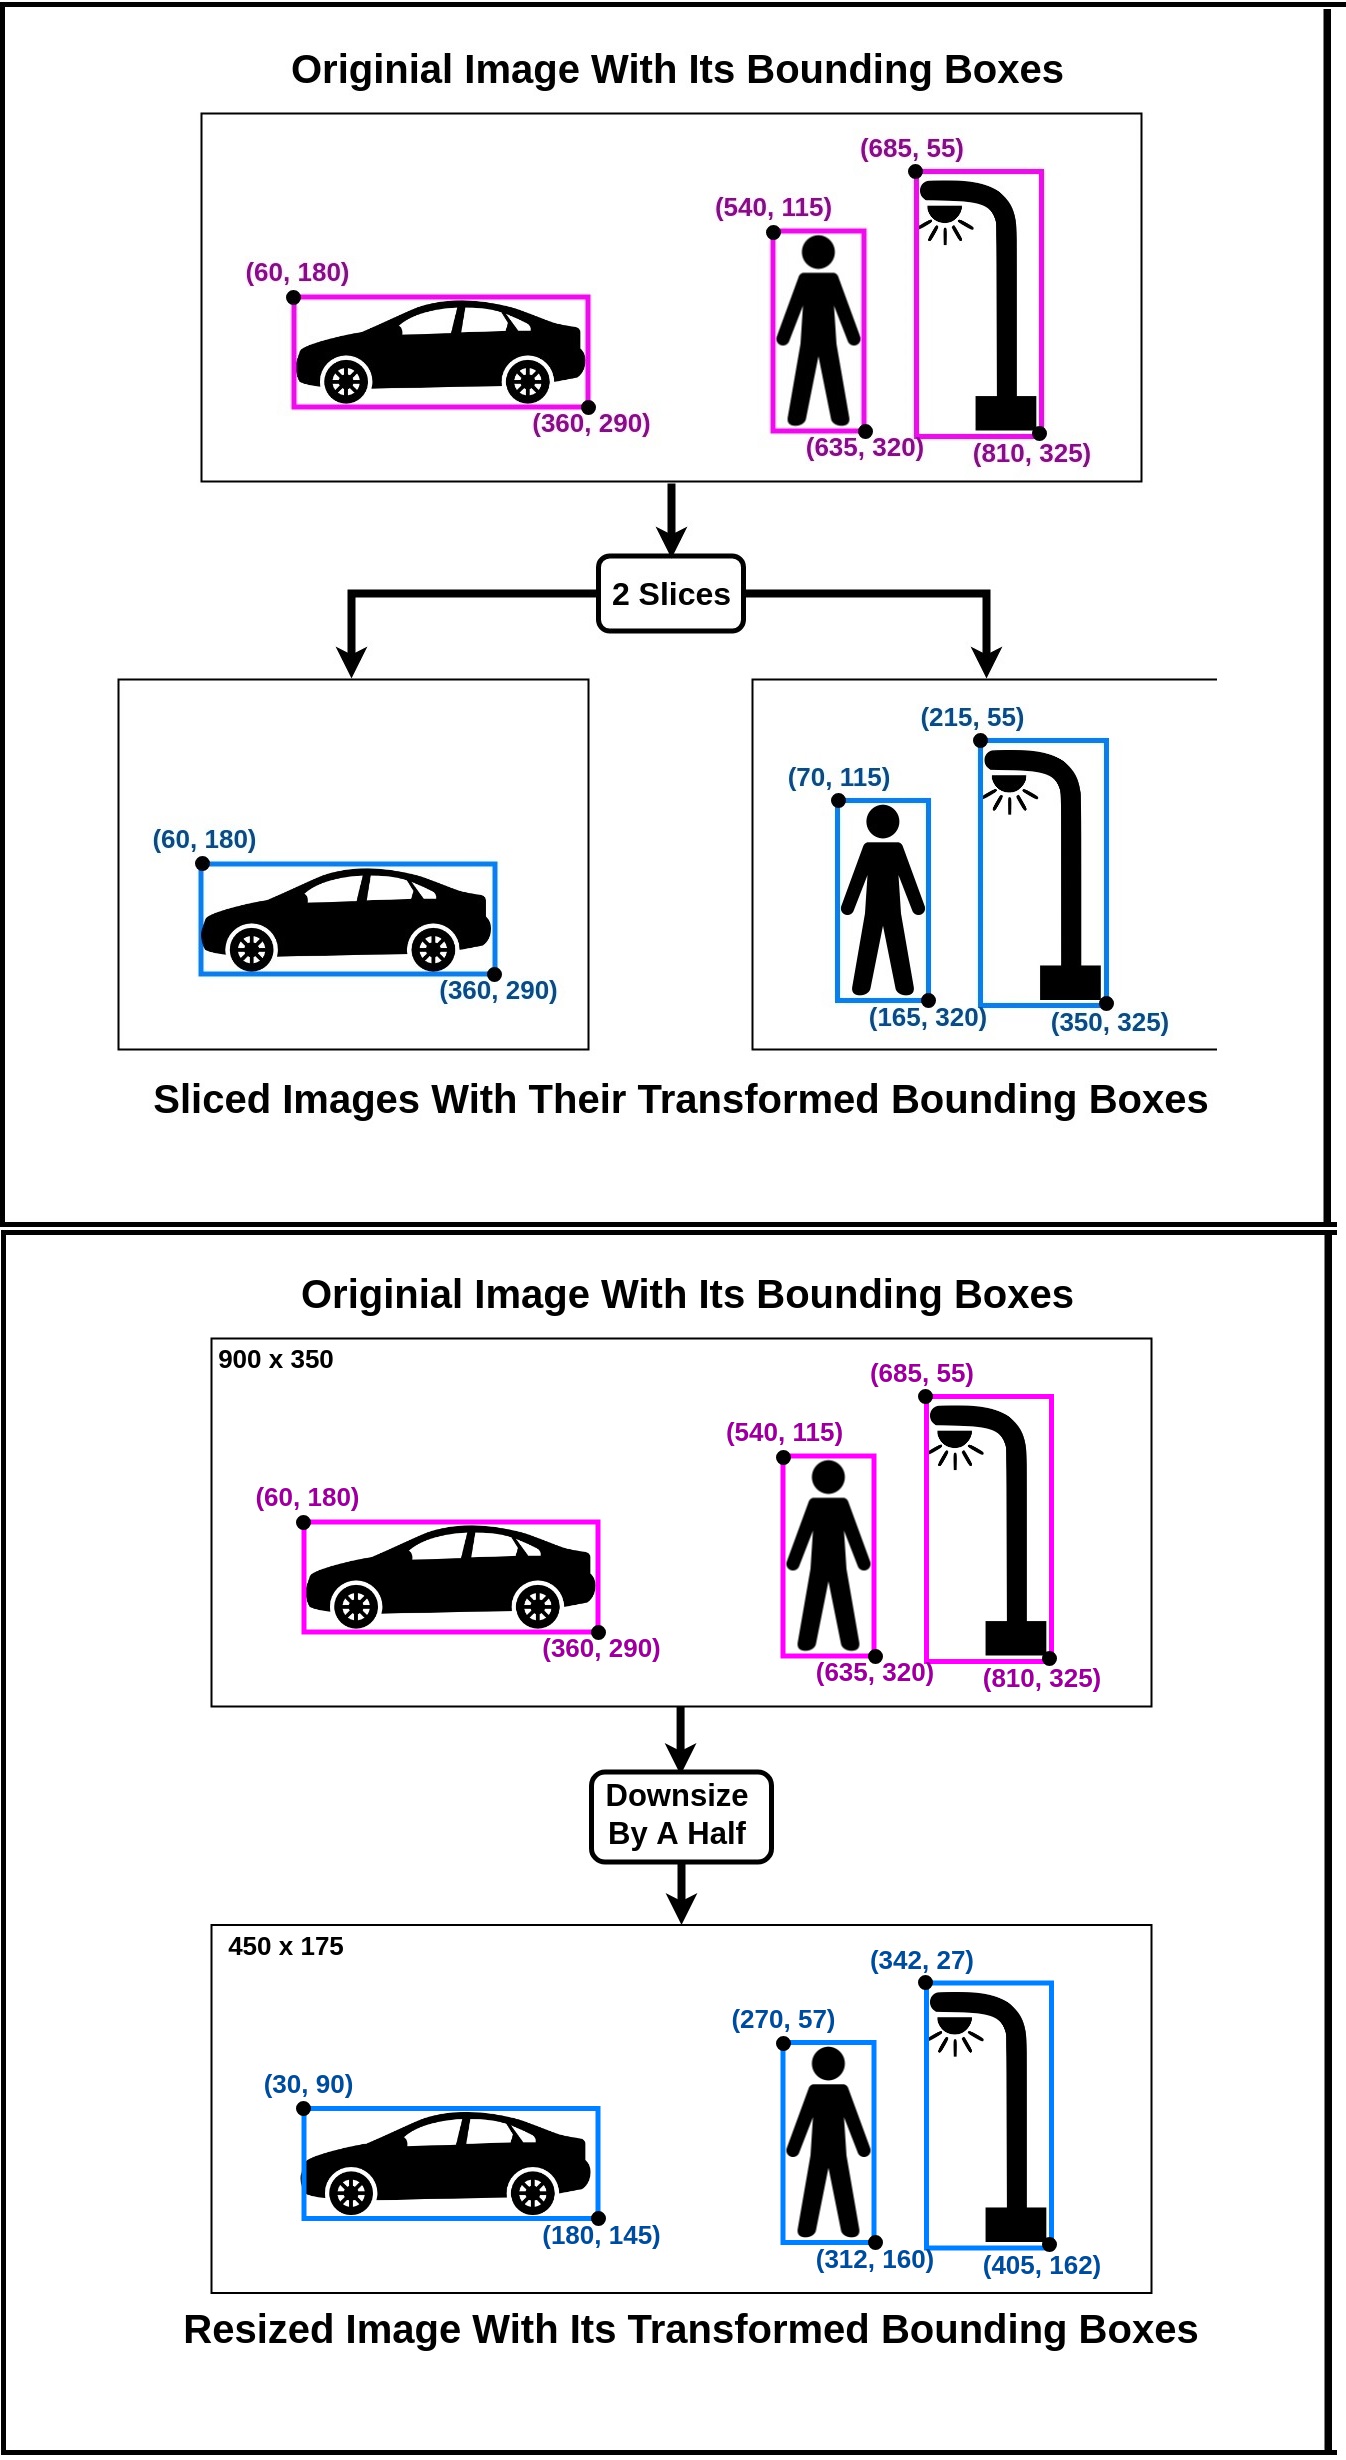 Originial Image With Its Bounding Boxes
(685, 55)
(540, 115)
(60, 180)
(360, 290)
(635, 320)
(810, 325)
2 Slices
(215, 55)
(70, 115)
(60, 180)
(360, 290)
(165, 320)
(350, 325)
Sliced Images With Their Transformed Bounding Boxes
Originial Image With Its Bounding Boxes
900 x 350
(685, 55)
(540, 115)
(60, 180)
(360, 290)
(635, 320)
(810, 325)
Downsize
By A Half
450 x 175
(342, 27)
(270, 57)
(30, 90)
(180, 145)
(312, 160)
(405, 162)
Resized Image With Its Transformed Bounding Boxes